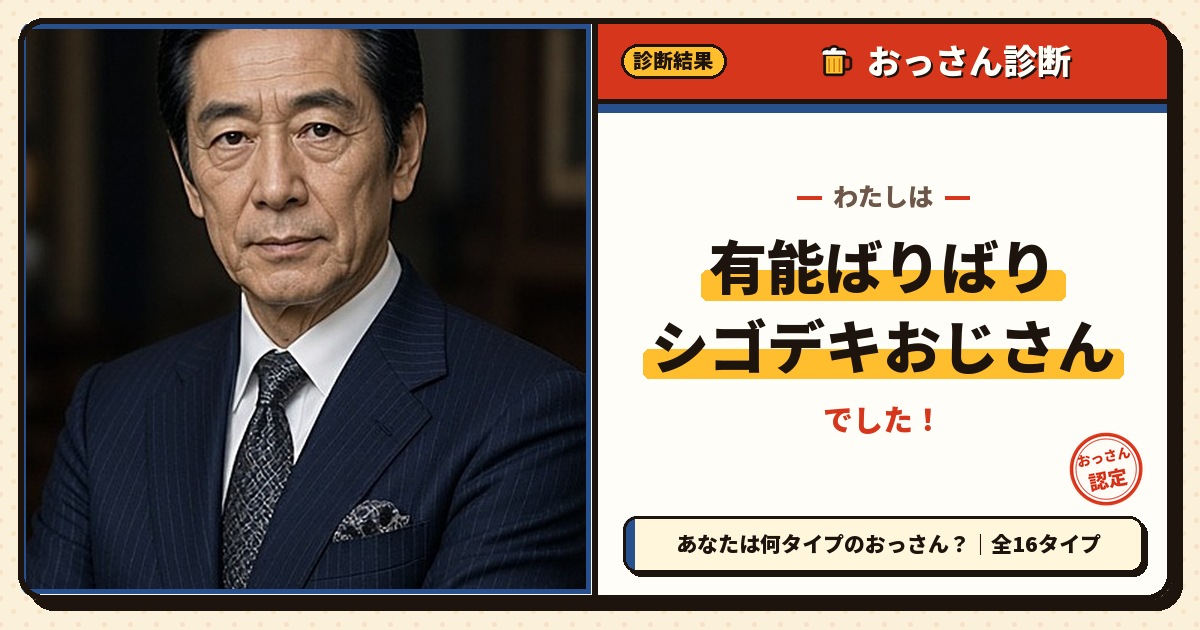 診断結果
🍺 おっさん診断
わたしは
有能ばりばり
シゴデキおじさん
でした！
おっさん
認定
あなたは何タイプのおっさん？｜全16タイプ